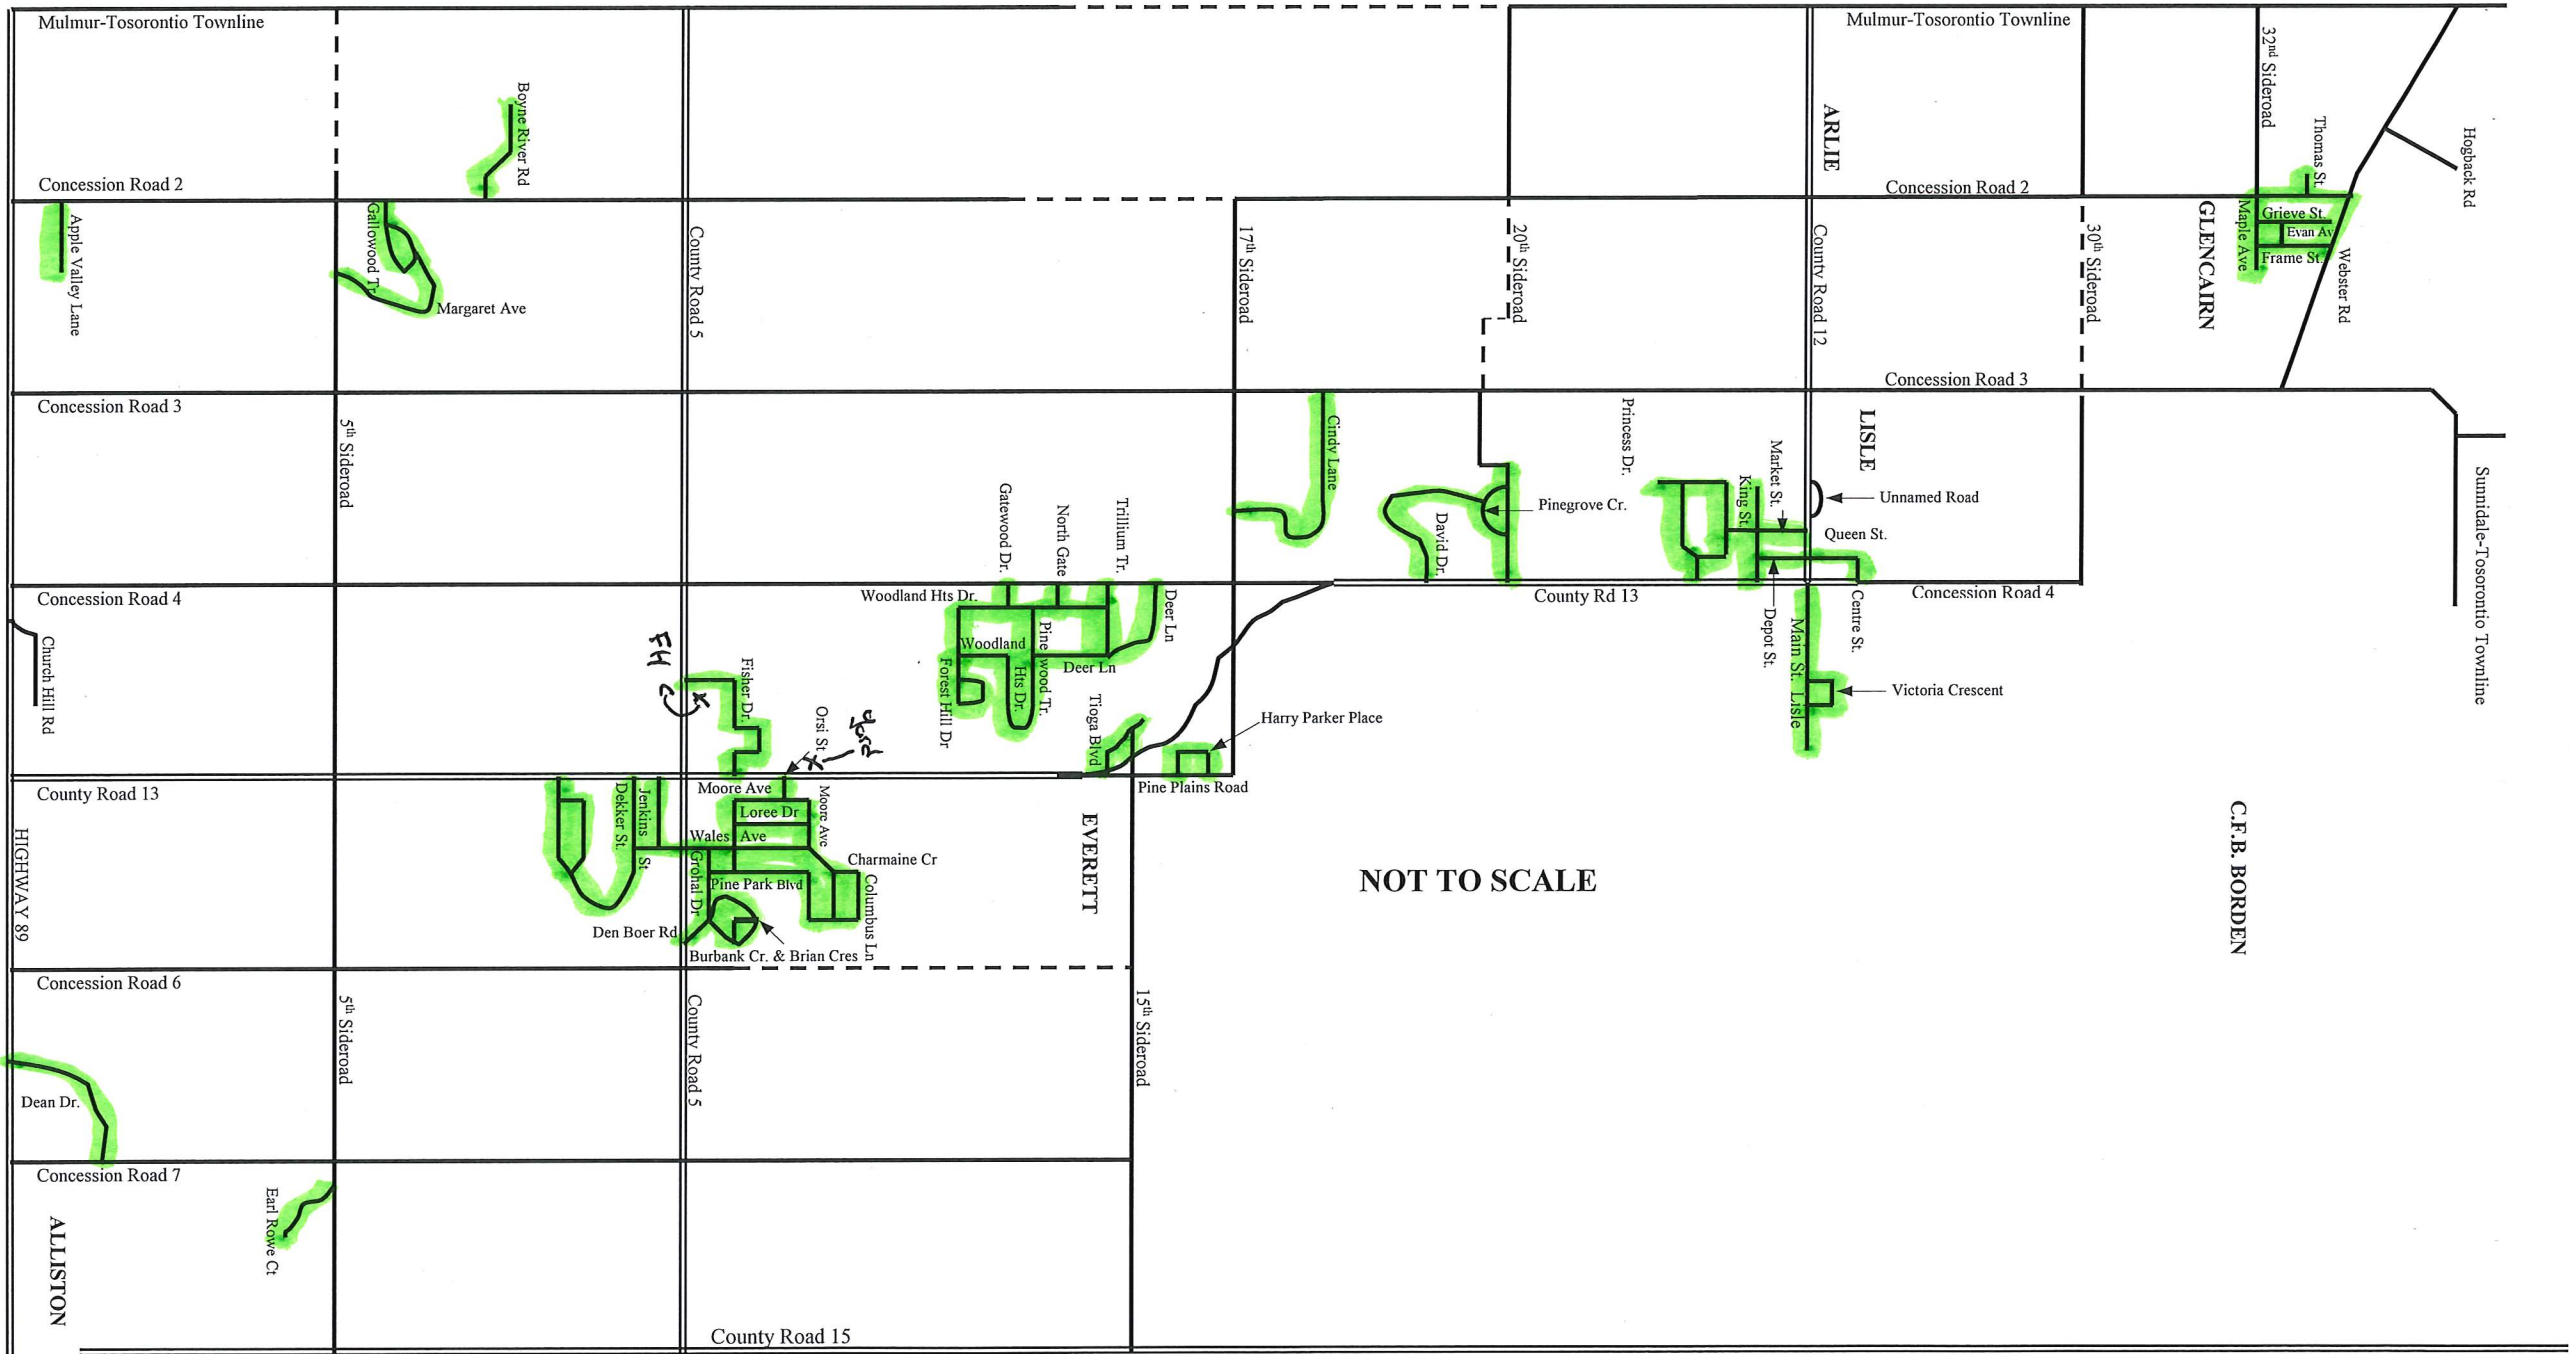 Mulmur-Tosorontio Townline
Mulmur-Tosorontio Townline
32nd Sideroad
Hogback Rd
Boyne River Rd
ARLIE
Thomas St.
Concession Road 2
Concession Road 2
Apple Valley Lane
Gallowood Tr
Margaret Ave
County Road 5
17th Sideroad
20th Sideroad
County Road 12
30th Sideroad
GLENCAIRN
Maple Ave
Grieve St.
Evan Av
Frame St.
Webster Rd
Concession Road 3
Concession Road 3
5th Sideroad
Cindy Lane
Princess Dr.
LISLE
Market St.
King St.
Unnamed Road
Queen St.
Pinegrove Cr.
David Dr.
Gatewood Dr.
North Gate
Trillium Tr.
Sunnidale-Tosorontio Townline
Concession Road 4
Woodland Hts Dr.
Deer Ln
County Rd 13
Concession Road 4
Depot St.
Centre St.
Main St. Lisle
Victoria Crescent
Church Hill Rd
FH
Fisher Dr.
Orsi St
Yard
Woodland
Hts Dr.
Pine wood Tr.
Deer Ln
Forest Hill Dr
Tioga Blvd
Harry Parker Place
Pine Plains Road
County Road 13
Dekker St.
Jenkins St
Moore Ave
Loree Dr
Moore Ave
Wales Ave
Grohal Dr
Charmaine Cr
Pine Park Blvd
Columbus Ln
Den Boer Rd
Burbank Cr. & Brian Cres
EVERETT
NOT TO SCALE
C.F.B. BORDEN
HIGHWAY 89
Concession Road 6
5th Sideroad
County Road 5
15th Sideroad
Dean Dr.
Concession Road 7
Earl Rowe Ct
ALLISTON
County Road 15